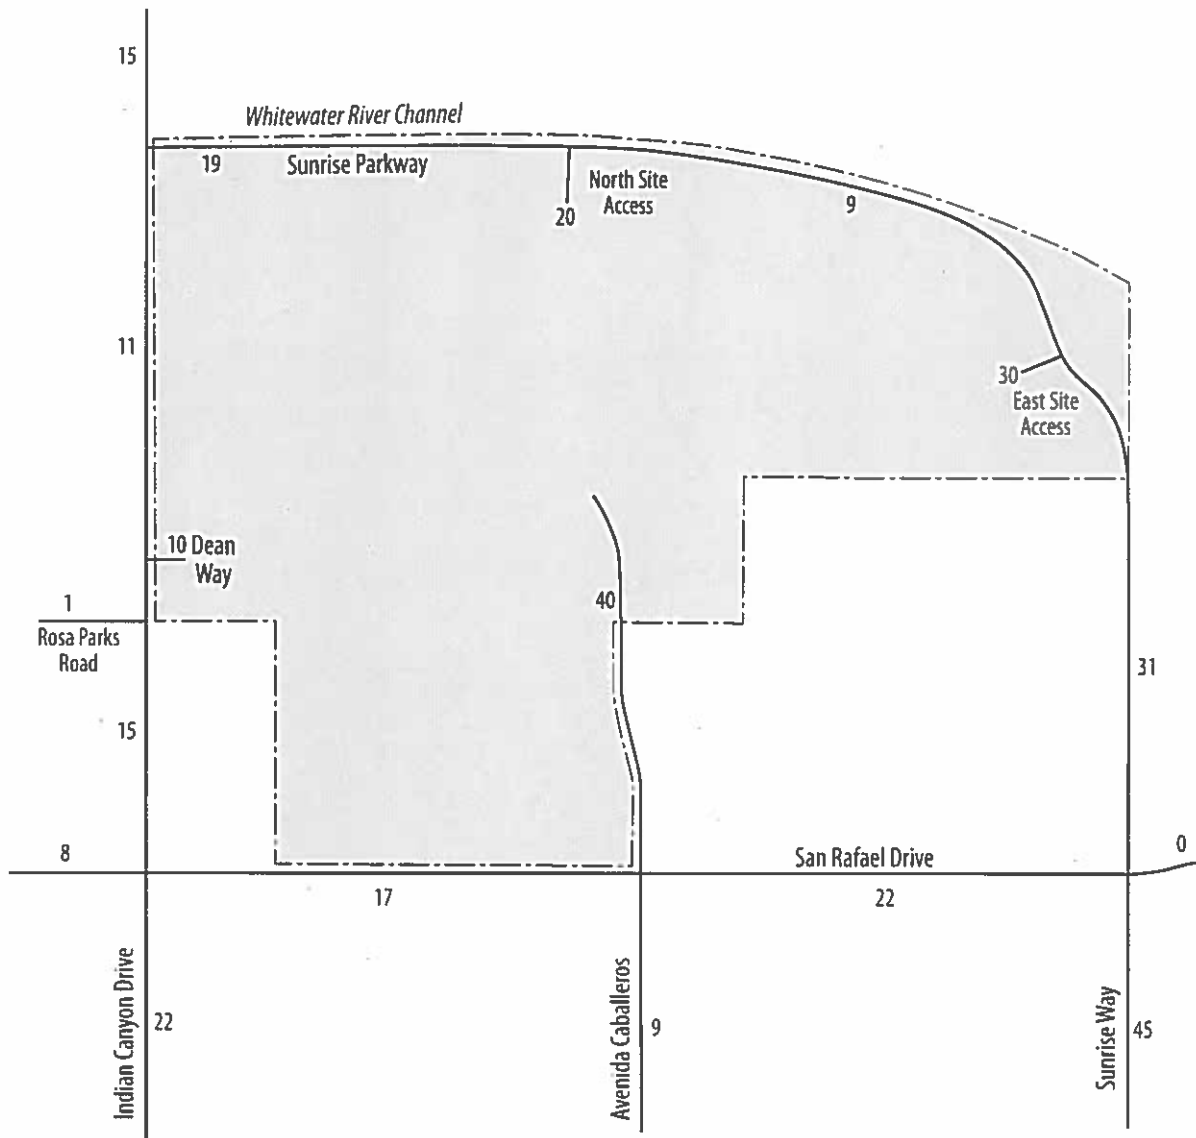 15
Whitewater River Channel
19
Sunrise Parkway
North Site
Access
20
9
11
30
East Site
Access
10 Dean
Way
40
1
Rosa Parks
Road
31
15
8
San Rafael Drive
0
17
22
Indian Canyon Drive
22
Avenida Caballeros
9
Sunrise Way
45